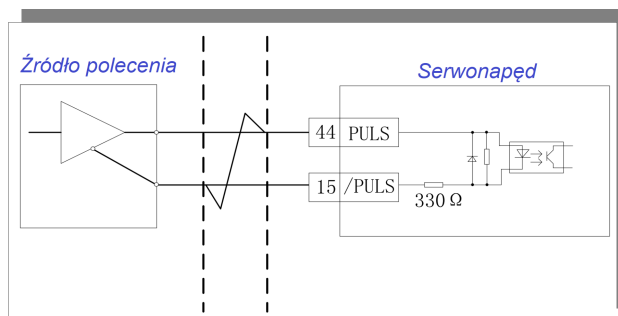 Źródło polecenia
Serwonapęd
44 PULS
15 /PULS
330 Ω